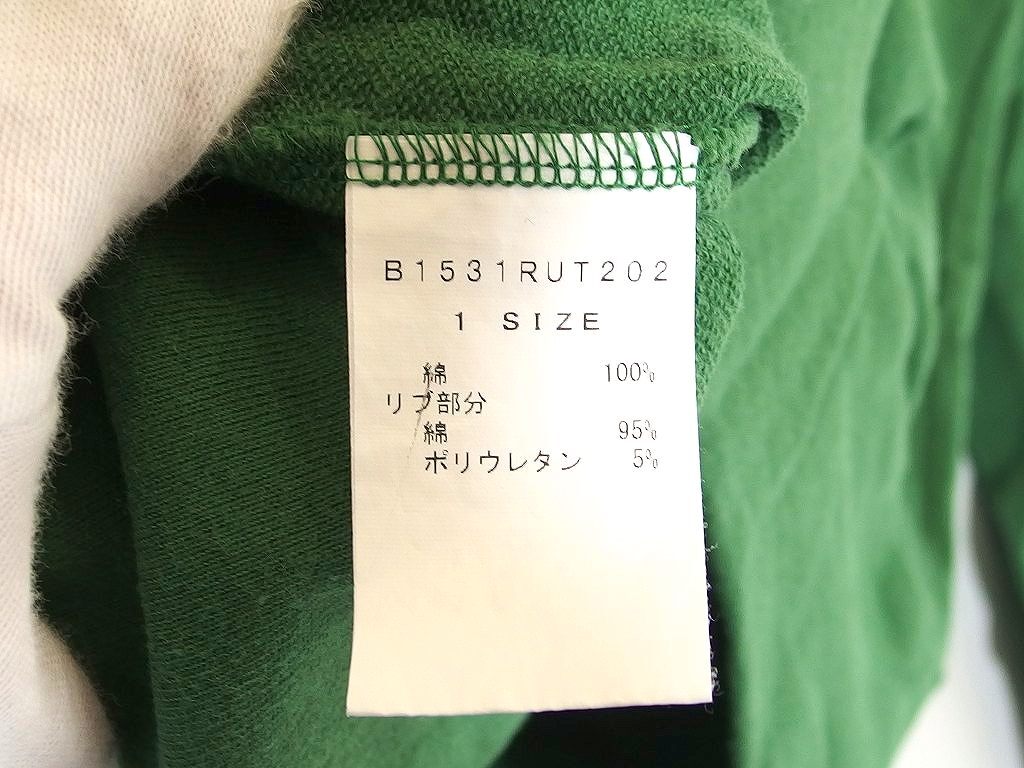 B1531RUT202
1 SIZE
綿 100%
リブ部分
綿 95%
ポリウレタン 5%